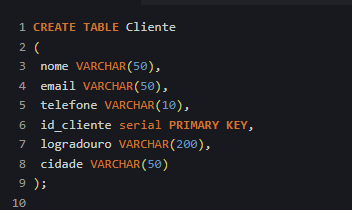 1 CREATE TABLE Cliente
2 (
3 nome VARCHAR(50),
4 email VARCHAR(50),
5 telefone VARCHAR(10),
6 id_cliente serial PRIMARY KEY,
7 logradouro VARCHAR(200),
8 cidade VARCHAR(50)
9 );
10